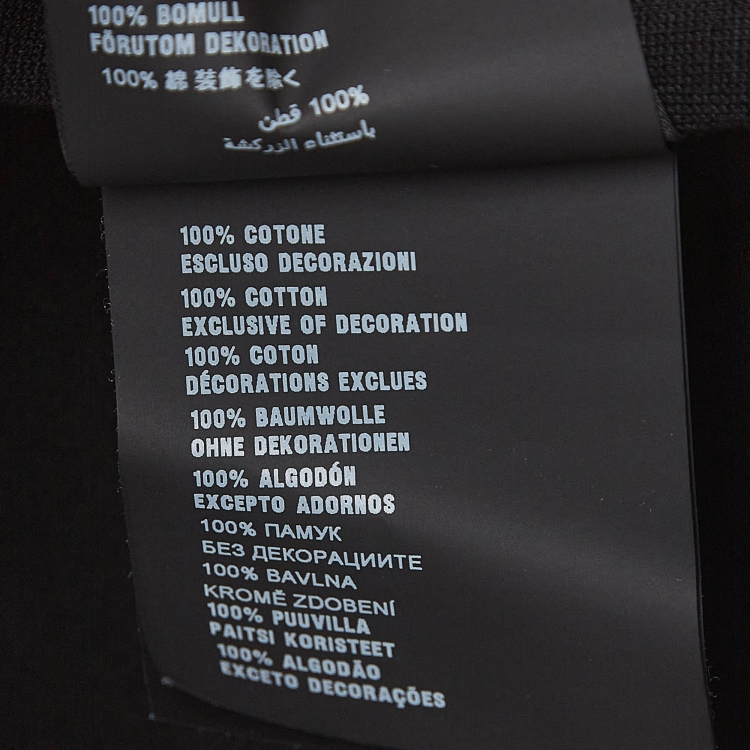 100% BOMULL
FÖRUTOM DEKORATION
100% 綿 装飾を除く
100% قطن
باستثناء الزركشة
100% COTONE
ESCLUSO DECORAZIONI
100% COTTON
EXCLUSIVE OF DECORATION
100% COTON
DÉCORATIONS EXCLUES
100% BAUMWOLLE
OHNE DEKORATIONEN
100% ALGODÓN
EXCEPTO ADORNOS
100% ПАМУК
БЕЗ ДЕКОРАЦИИТЕ
100% BAVLNA
KROMĚ ZDOBENÍ
100% PUUVILLA
PAITSI KORISTEET
100% ALGODÃO
EXCETO DECORAÇÕES